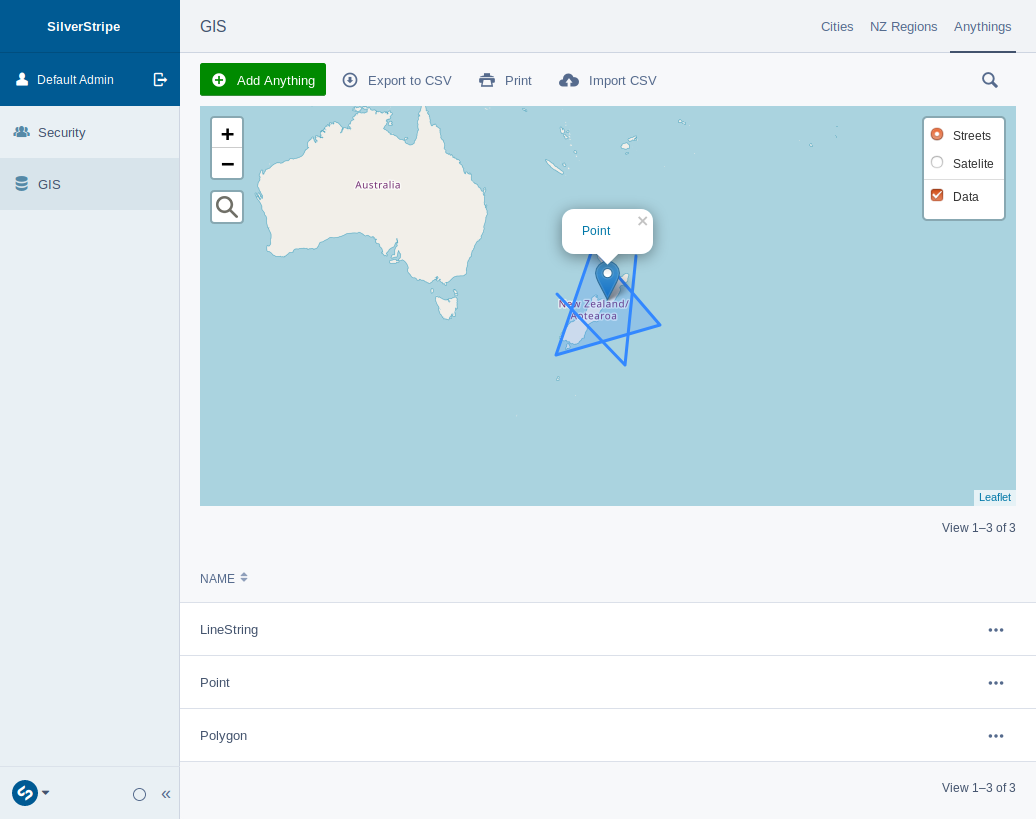 SilverStripe
GIS
Cities
NZ Regions
Anythings
Default Admin
Add Anything
Export to CSV
Print
Import CSV
Security
GIS
+
−
Streets
Satelite
Data
Australia
Point
×
New Zealand/
Aotearoa
Leaflet
View 1–3 of 3
NAME
LineString
Point
Polygon
View 1–3 of 3
«